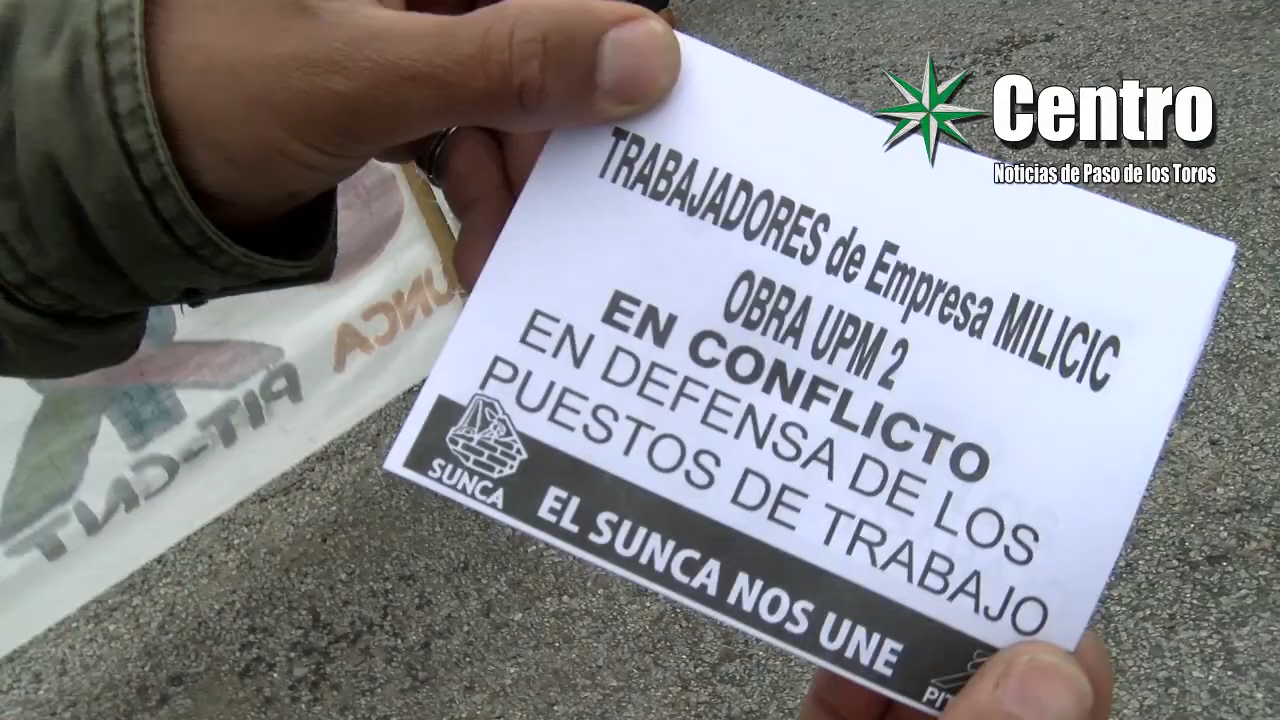 Centro
Noticias de Paso de los Toros
TRABAJADORES de Empresa MILICIC
OBRA UPM 2
EN CONFLICTO
EN DEFENSA DE LOS
PUESTOS DE TRABAJO
SUNCA
EL SUNCA NOS UNE
PIT
SUNCA
PIT-CNT